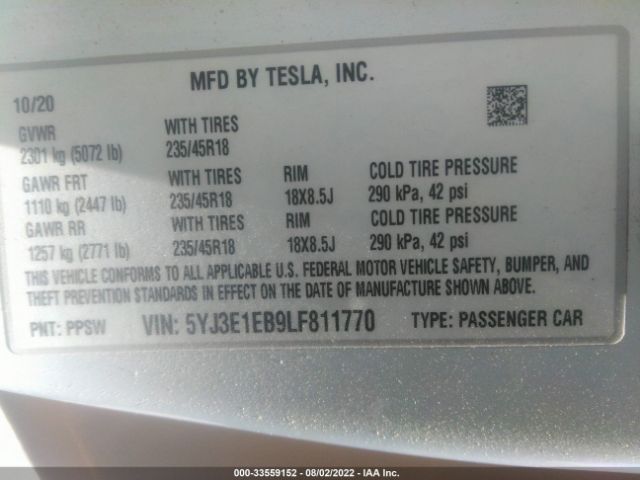 MFD BY TESLA, INC.
10/20
GVWR WITH TIRES
2301 kg (5072 lb) 235/45R18
GAWR FRT WITH TIRES RIM COLD TIRE PRESSURE
1110 kg (2447 lb) 235/45R18 18X8.5J 290 kPa, 42 psi
GAWR RR WITH TIRES RIM COLD TIRE PRESSURE
1257 kg (2771 lb) 235/45R18 18X8.5J 290 kPa, 42 psi
THIS VEHICLE CONFORMS TO ALL APPLICABLE U.S. FEDERAL MOTOR VEHICLE SAFETY, BUMPER, AND
THEFT PREVENTION STANDARDS IN EFFECT ON THE DATE OF MANUFACTURE SHOWN ABOVE.
PNT: PPSW VIN: 5YJ3E1EB9LF811770 TYPE: PASSENGER CAR
000-33559152 - 08/02/2022 - IAA Inc.